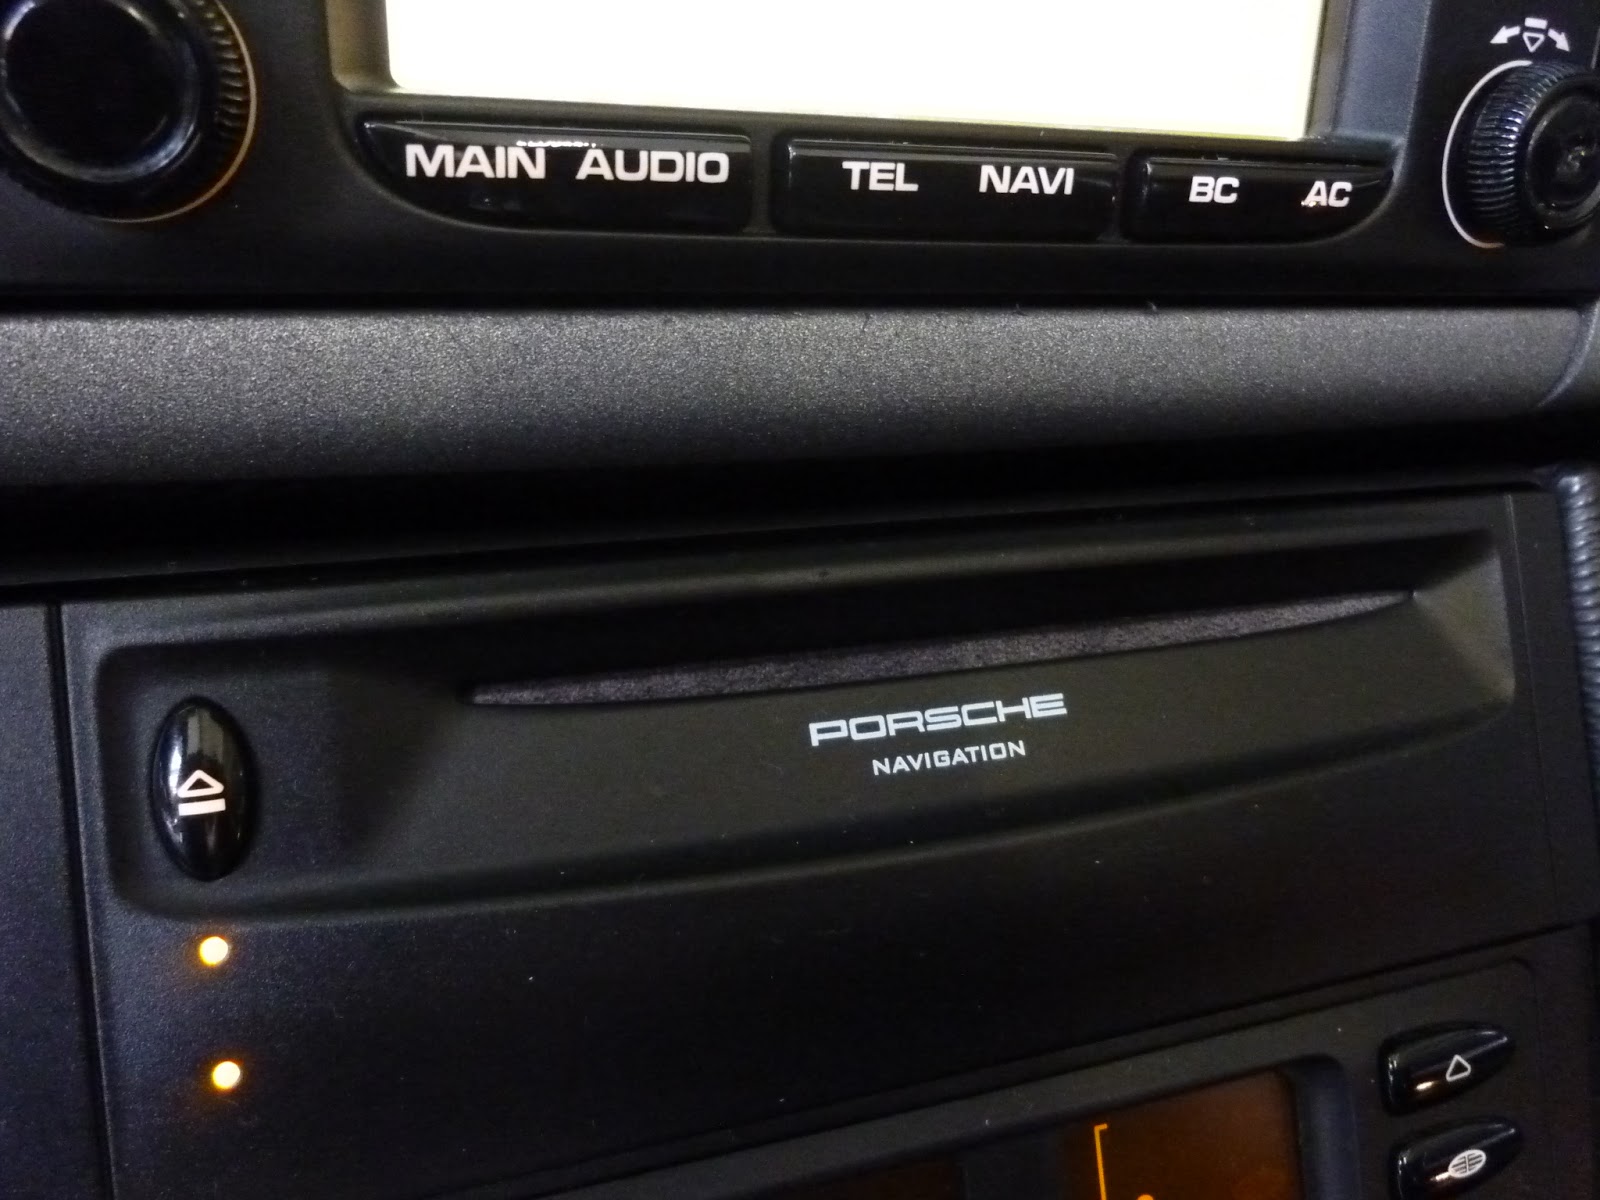 MAIN AUDIO TEL NAVI BC AC
PORSCHE
NAVIGATION